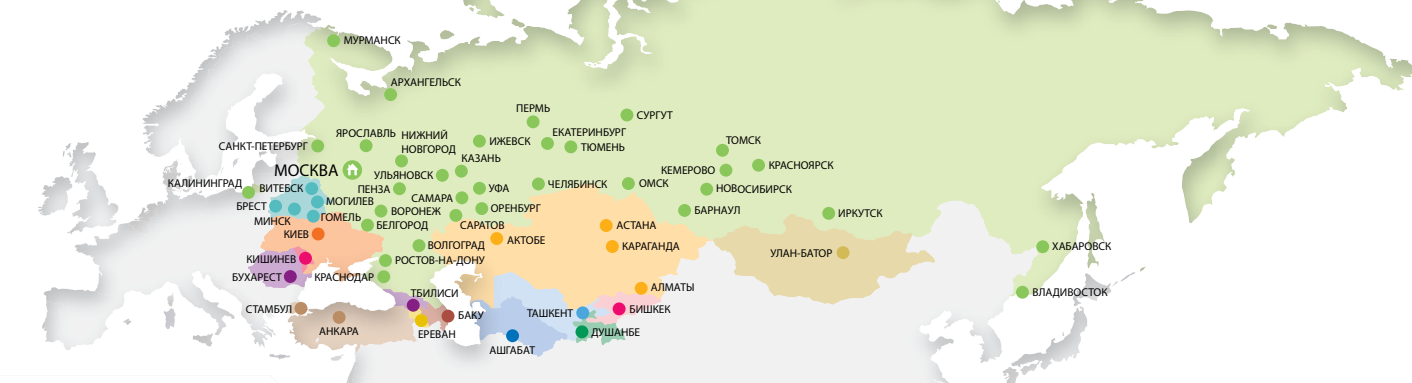 МУРМАНСК
АРХАНГЕЛЬСК
ПЕРМЬ
СУРГУТ
ЯРОСЛАВЛЬ
НИЖНИЙ
НОВГОРОД
ЕКАТЕРИНБУРГ
ИЖЕВСК
ТЮМЕНЬ
САНКТ-ПЕТЕРБУРГ
ТОМСК
КАЗАНЬ
КРАСНОЯРСК
МОСКВА
УЛЬЯНОВСК
КЕМЕРОВО
КАЛИНИНГРАД
ВИТЕБСК
ПЕНЗА
УФА
ЧЕЛЯБИНСК
ОМСК
НОВОСИБИРСК
САМАРА
МОГИЛЕВ
БРЕСТ
ВОРОНЕЖ
ОРЕНБУРГ
БАРНАУЛ
ИРКУТСК
МИНСК
ГОМЕЛЬ
БЕЛГОРОД
САРАТОВ
АСТАНА
КИЕВ
АКТОБЕ
ВОЛГОГРАД
КАРАГАНДА
ХАБАРОВСК
УЛАН-БАТОР
КИШИНЕВ
РОСТОВ-НА-ДОНУ
БУХАРЕСТ
КРАСНОДАР
АЛМАТЫ
ВЛАДИВОСТОК
ТБИЛИСИ
СТАМБУЛ
БАКУ
ТАШКЕНТ
БИШКЕК
АНКАРА
ЕРЕВАН
ДУШАНБЕ
АШГАБАТ